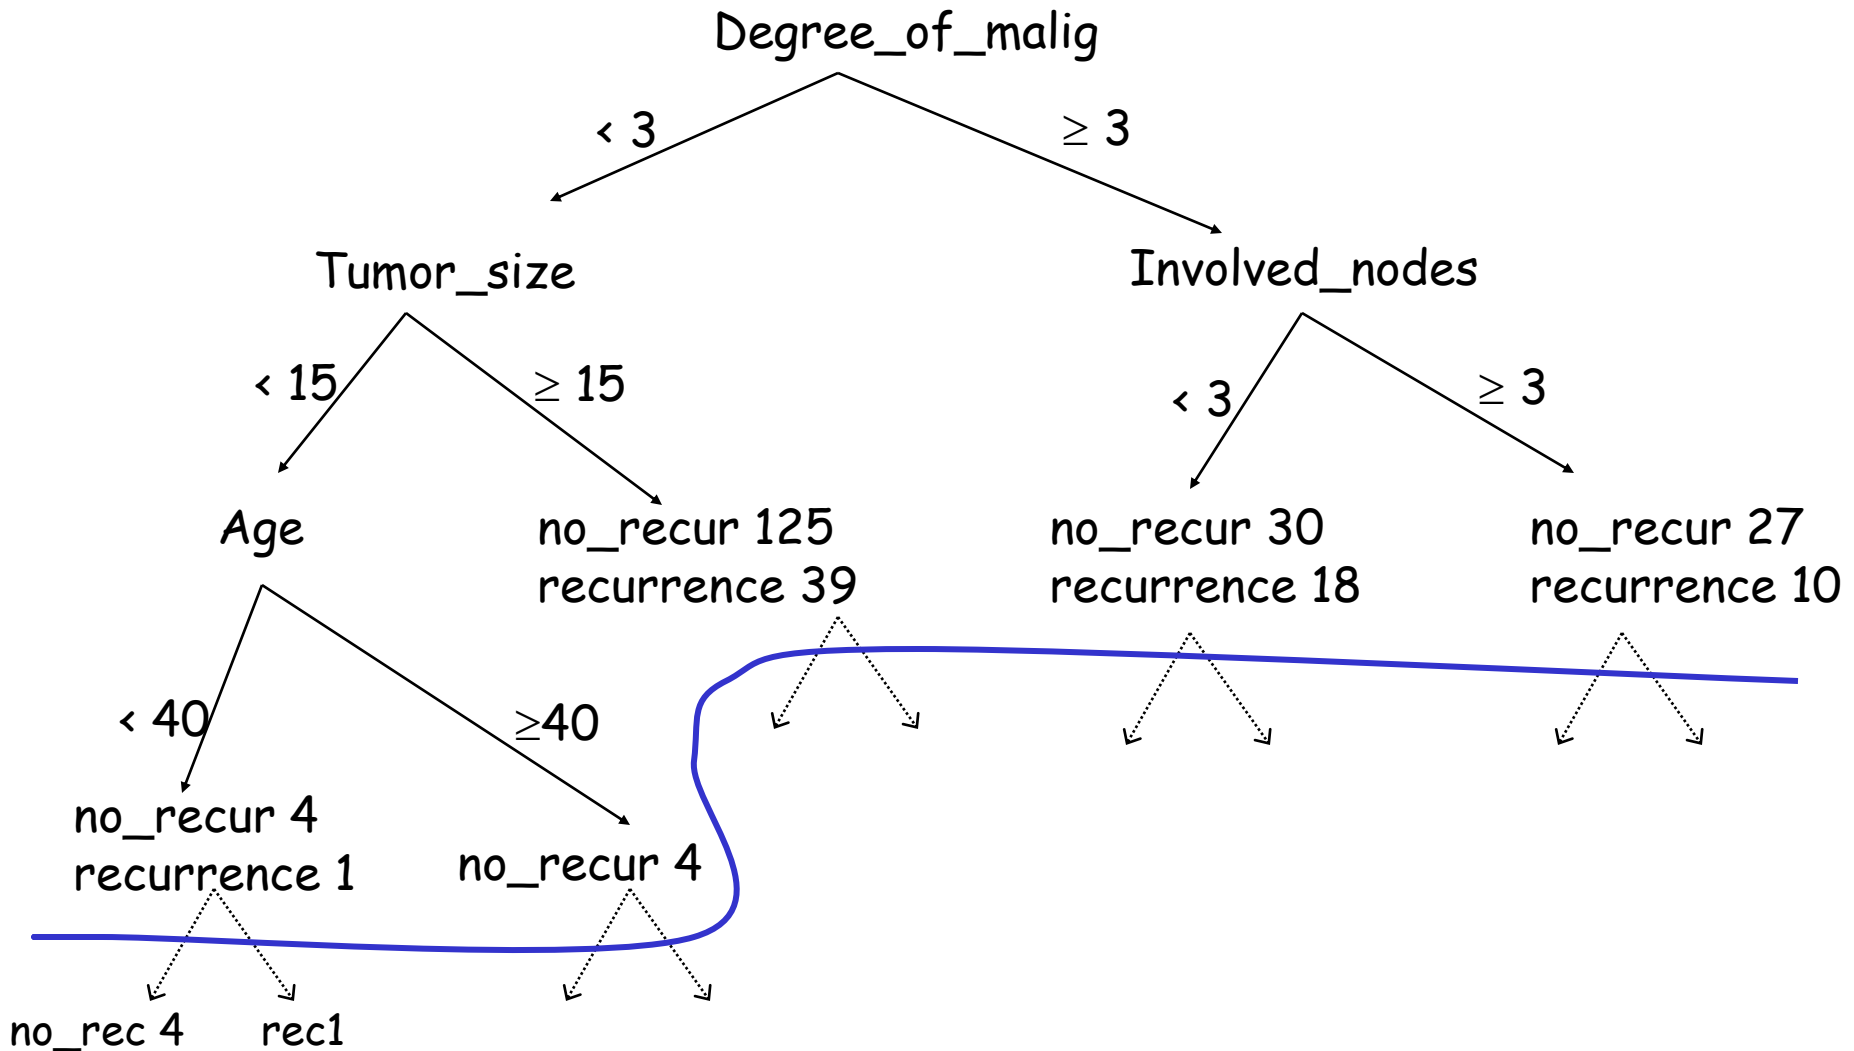 Degree_of_malig
< 3
≥ 3
Tumor_size
Involved_nodes
< 15
≥ 15
< 3
≥ 3
Age
no_recur 125
recurrence 39
no_recur 30
recurrence 18
no_recur 27
recurrence 10
< 40
≥40
no_recur 4
recurrence 1
no_recur 4
no_rec 4
rec1